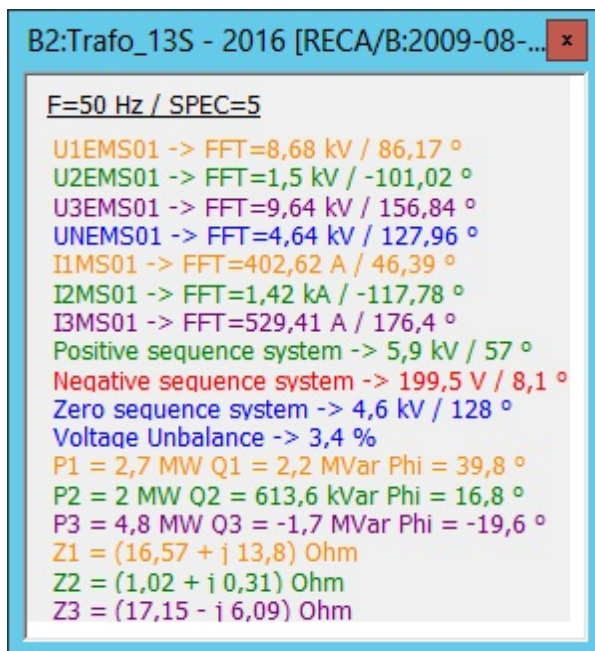 B2:Trafo_13S - 2016 [RECA/B:2009-08-... x
F=50 Hz / SPEC=5
U1EMS01 -> FFT=8,68 kV / 86,17 º
U2EMS01 -> FFT=1,5 kV / -101,02 º
U3EMS01 -> FFT=9,64 kV / 156,84 º
UNEMS01 -> FFT=4,64 kV / 127,96 º
I1MS01 -> FFT=402,62 A / 46,39 º
I2MS01 -> FFT=1,42 kA / -117,78 º
I3MS01 -> FFT=529,41 A / 176,4 º
Positive sequence system -> 5,9 kV / 57 º
Negative sequence system -> 199,5 V / 8,1 º
Zero sequence system -> 4,6 kV / 128 º
Voltage Unbalance -> 3,4 %
P1 = 2,7 MW Q1 = 2,2 MVar Phi = 39,8 º
P2 = 2 MW Q2 = 613,6 kVar Phi = 16,8 º
P3 = 4,8 MW Q3 = -1,7 MVar Phi = -19,6 º
Z1 = (16,57 + j 13,8) Ohm
Z2 = (1,02 + j 0,31) Ohm
Z3 = (17,15 - j 6,09) Ohm